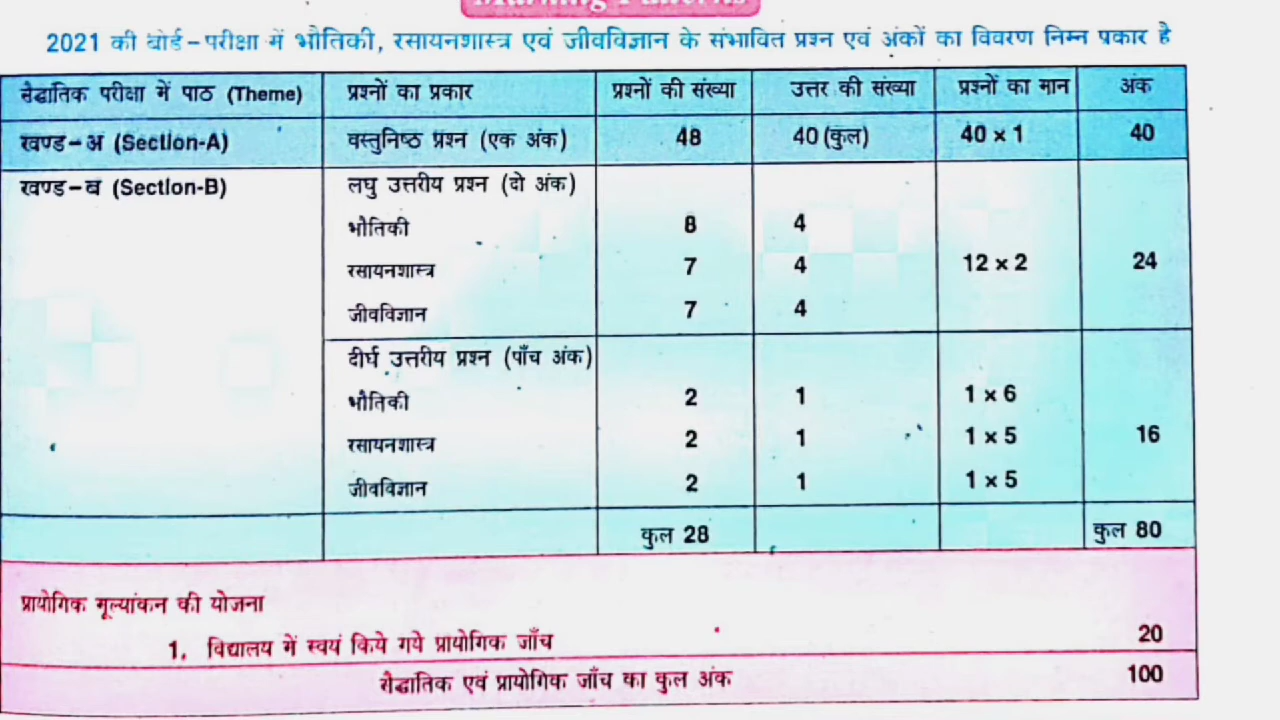 2021 की बोर्ड-परीक्षा में भौतिकी, रसायनशास्त्र एवं जीवविज्ञान के संभावित प्रश्न एवं अंकों का विवरण निम्न प्रकार है
सैद्धांतिक परीक्षा में पाठ (Theme) प्रश्नों का प्रकार प्रश्नों की संख्या उत्तर की संख्या प्रश्नों का मान अंक
खण्ड-अ (Section-A) वस्तुनिष्ठ प्रश्न (एक अंक) 48 40 (कुल) 40 x 1 40
खण्ड-ब (Section-B) लघु उत्तरीय प्रश्न (दो अंक)
भौतिकी 8 4
रसायनशास्त्र 7 4 12 x 2 24
जीवविज्ञान 7 4
दीर्घ उत्तरीय प्रश्न (पाँच अंक)
भौतिकी 2 1 1 x 6
रसायनशास्त्र 2 1 1 x 5 16
जीवविज्ञान 2 1 1 x 5
कुल 28 कुल 80
प्रायोगिक मूल्यांकन की योजना
1. विद्यालय में स्वयं किये गये प्रायोगिक जाँच 20
सैद्धांतिक एवं प्रायोगिक जाँच का कुल अंक 100